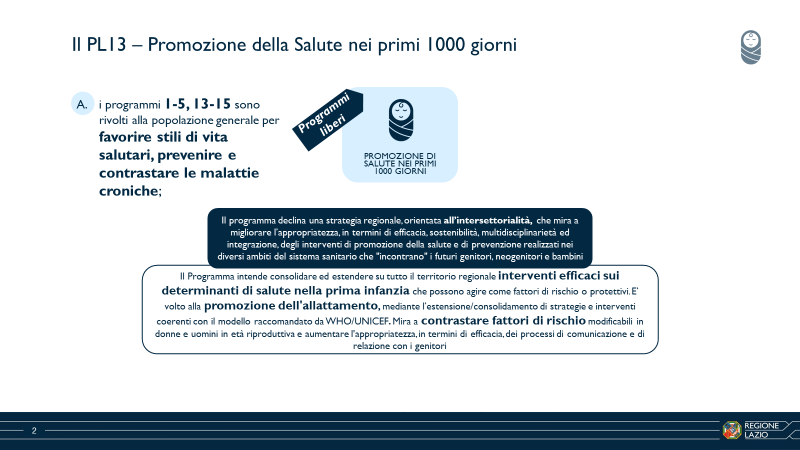 Il PL13 – Promozione della Salute nei primi 1000 giorni
A.
i programmi 1-5, 13-15 sono
rivolti alla popolazione generale per
favorire stili di vita
salutari, prevenire e
contrastare le malattie
croniche;
Programmi
liberi
PROMOZIONE DI
SALUTE NEI PRIMI
1000 GIORNI
Il programma declina una strategia regionale, orientata all'intersettorialità, che mira a
migliorare l'appropriatezza, in termini di efficacia, sostenibilità, multidisciplinarietà ed
integrazione, degli interventi di promozione della salute e di prevenzione realizzati nei
diversi ambiti del sistema sanitario che "incontrano" i futuri genitori, neogenitori e bambini
Il Programma intende consolidare ed estendere su tutto il territorio regionale interventi efficaci sui
determinanti di salute nella prima infanzia che possono agire come fattori di rischio o protettivi. E'
volto alla promozione dell'allattamento, mediante l'estensione/consolidamento di strategie e interventi
coerenti con il modello raccomandato da WHO/UNICEF. Mira a contrastare fattori di rischio modificabili in
donne e uomini in età riproduttiva e aumentare l'appropriatezza, in termini di efficacia, dei processi di comunicazione e di
relazione con i genitori
2
REGIONE
LAZIO